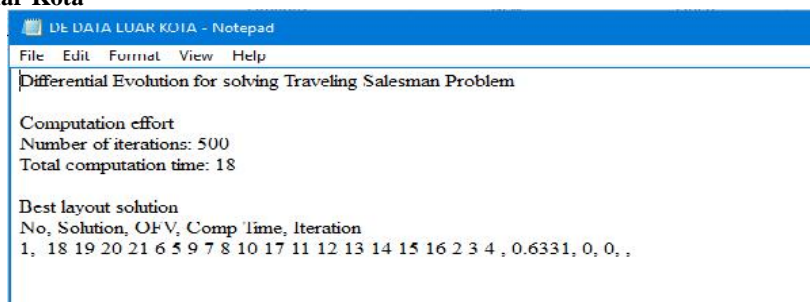 ar Kota
DE DATA LUAR KOTA - Notepad
File Edit Format View Help
Differential Evolution for solving Traveling Salesman Problem
Computation effort
Number of iterations: 500
Total computation time: 18
Best layout solution
No, Solution, OFV, Comp Time, Iteration
1, 18 19 20 21 6 5 9 7 8 10 17 11 12 13 14 15 16 2 3 4 , 0.6331, 0, 0, ,